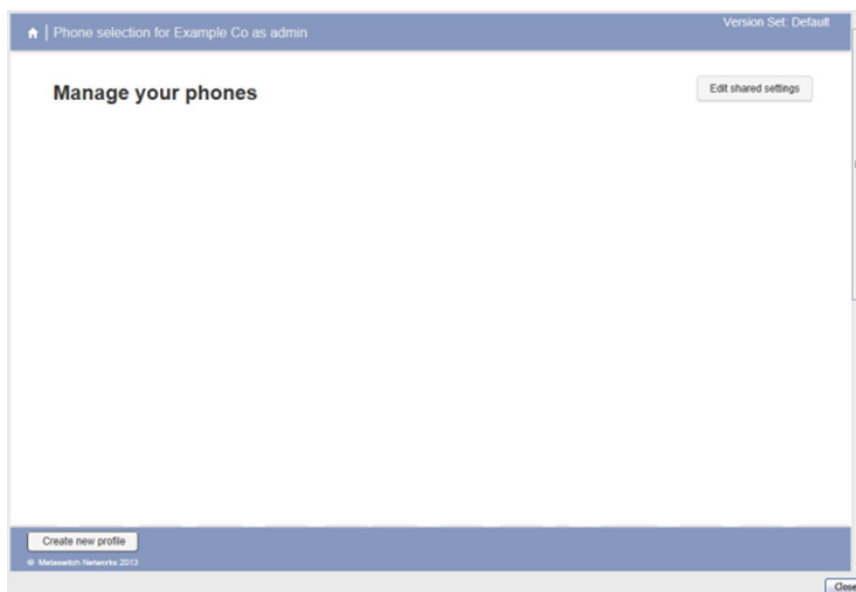 Version Set: Default
Phone selection for Example Co as admin
Manage your phones
Edit shared settings
Create new profile
© Metaswitch Networks 2013
Close